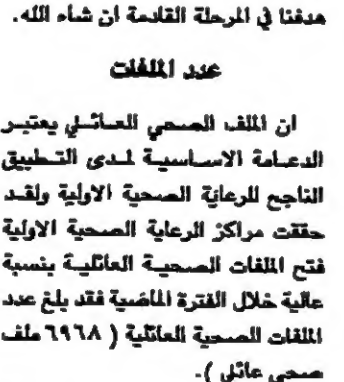 هدفنا في المرحلة القادمة ان شاء الله.
عدد الملفات
ان الملف الصحي العائلي يعتبر
الدعامة الاساسية لمدى التطبيق
الناجح للرعاية الصحية الاولية ولقد
حققت مراكز الرعاية الصحية الاولية
فتح الملفات الصحية العائلية بنسبة
عالية خلال الفترة الماضية فقد بلغ عدد
الملفات الصحية العائلية ( ٦٩٦٨ ملف
صحي عائلي ).